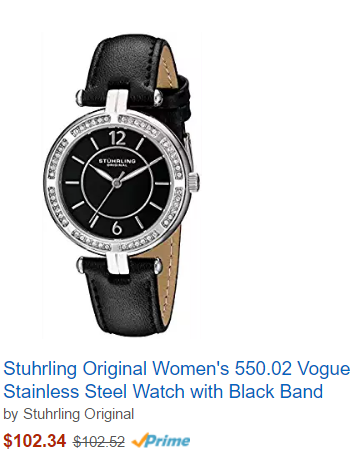 12
STÜHRLING
ORIGINAL
6
Stuhrling Original Women's 550.02 Vogue
Stainless Steel Watch with Black Band
by Stuhrling Original
$102.34 $102.52 Prime